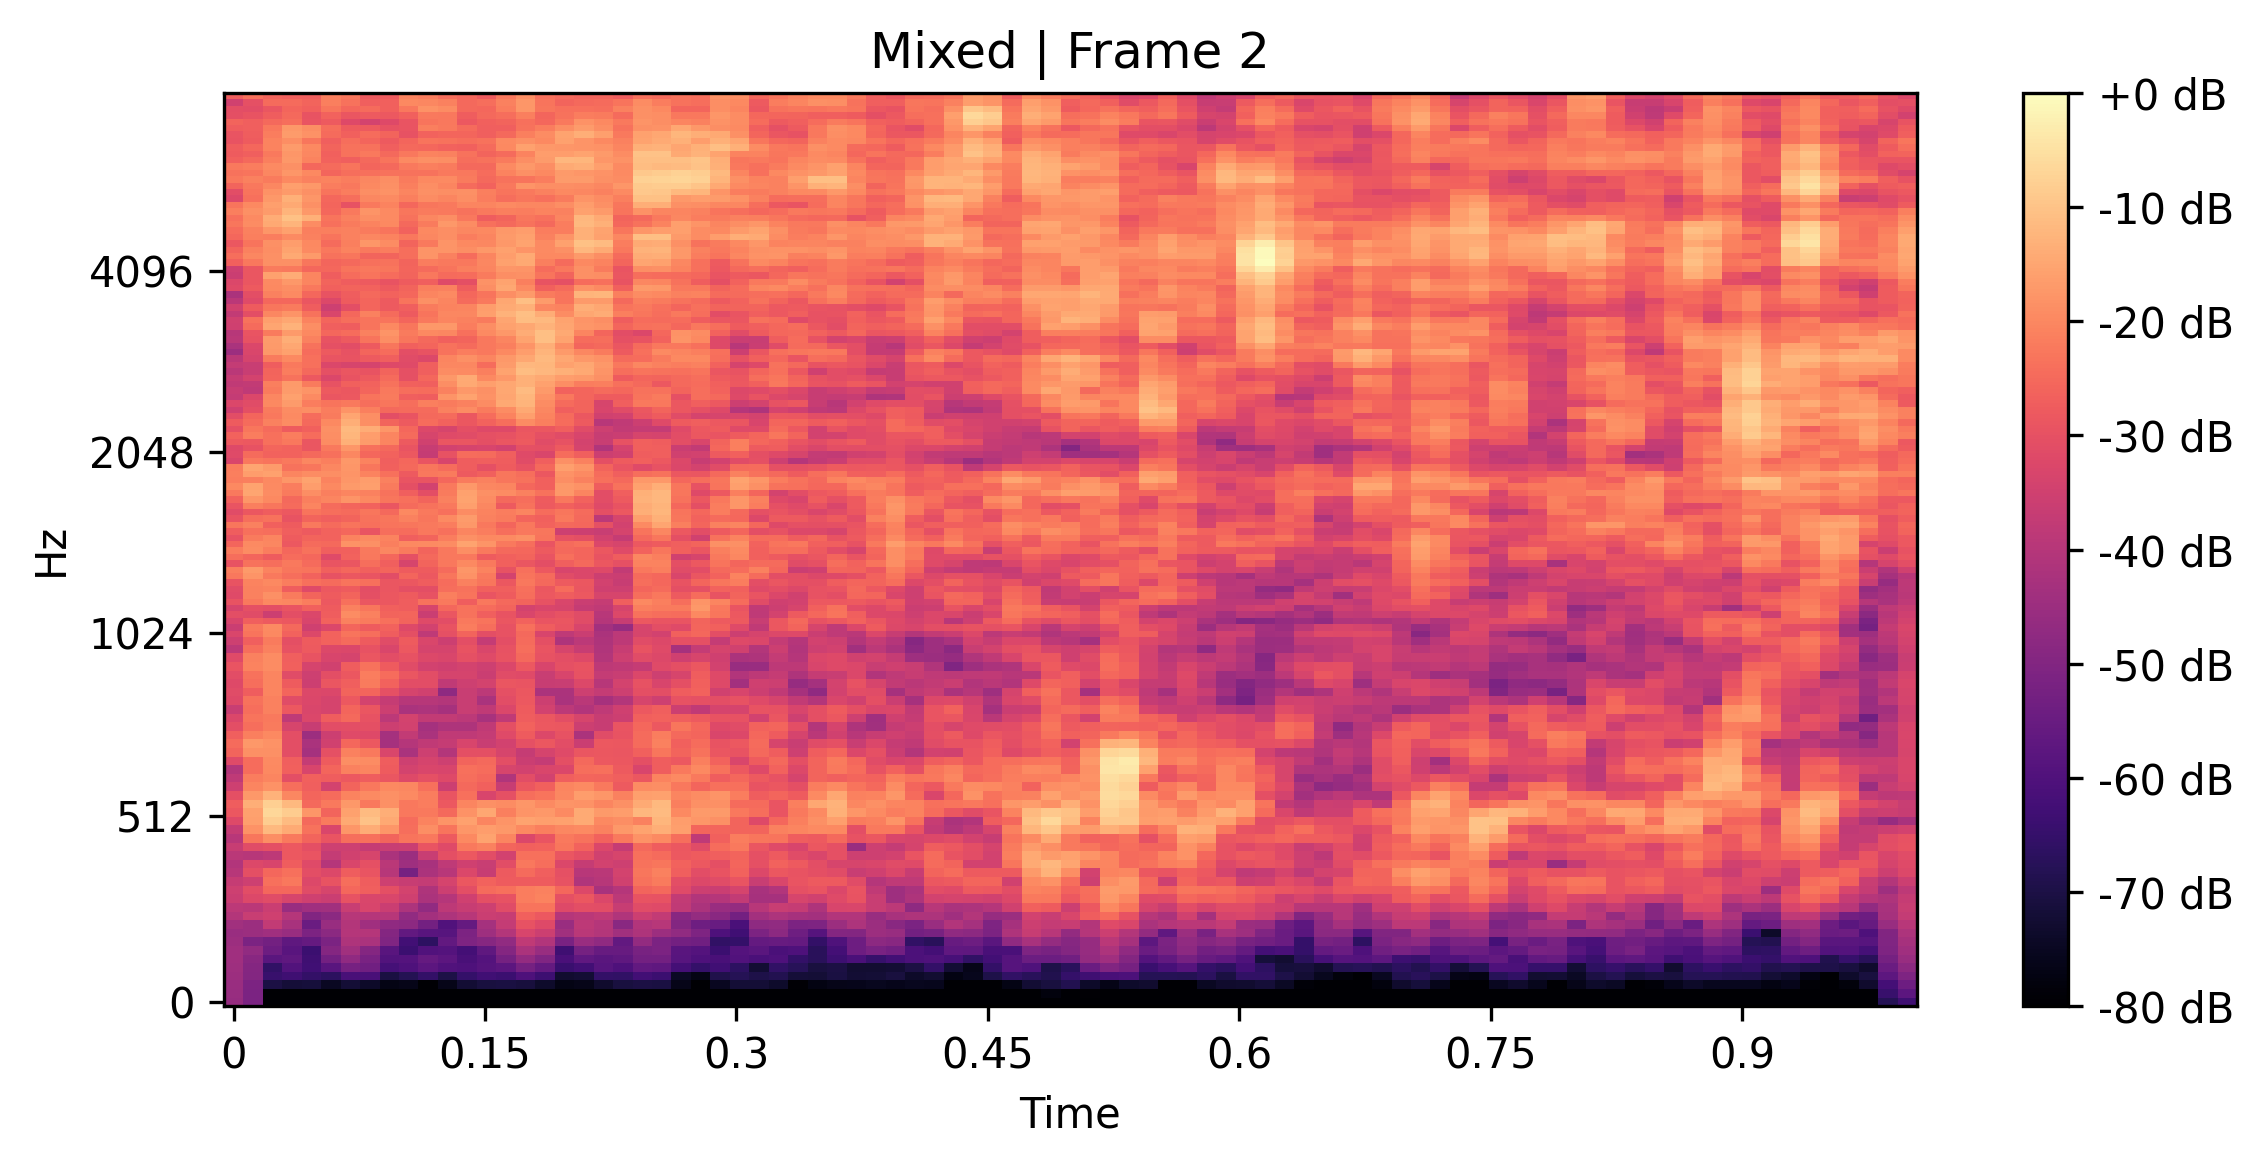 Mixed | Frame 2
Hz
4096
2048
1024
512
0
0 0.15 0.3 0.45 0.6 0.75 0.9
Time
+0 dB
-10 dB
-20 dB
-30 dB
-40 dB
-50 dB
-60 dB
-70 dB
-80 dB